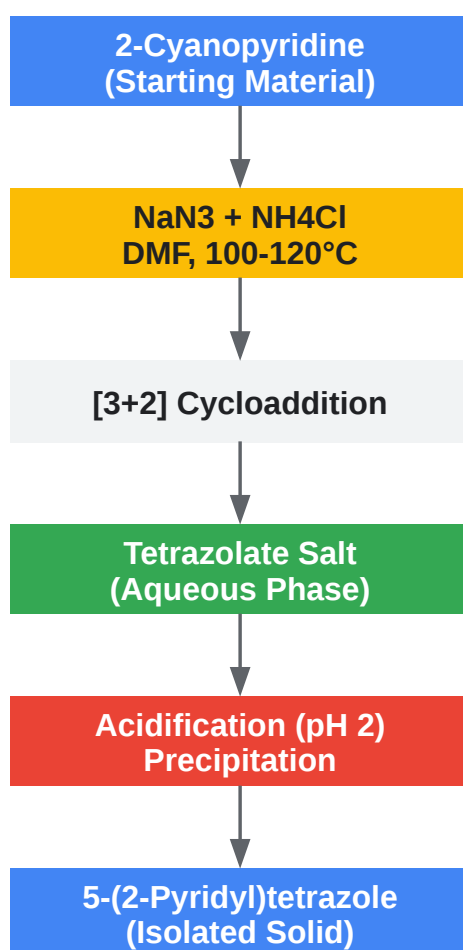 2-Cyanopyridine
(Starting Material)
NaN3 + NH4Cl
DMF, 100-120°C
[3+2] Cycloaddition
Tetrazolate Salt
(Aqueous Phase)
Acidification (pH 2)
Precipitation
5-(2-Pyridyl)tetrazole
(Isolated Solid)